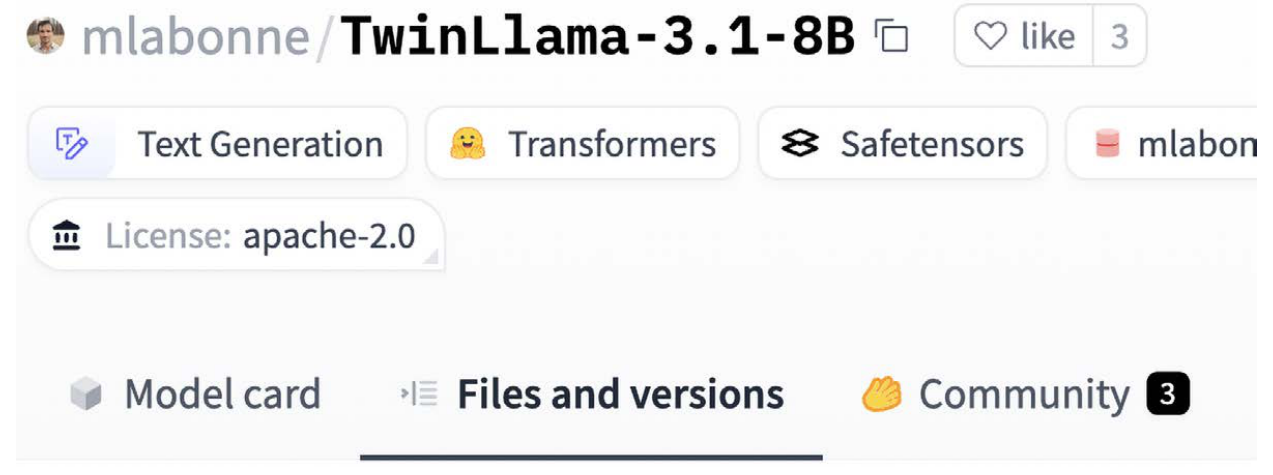 mlabonne/TwinLlama-3.1-8B like 3
Text Generation Transformers Safetensors mlabon
License: apache-2.0
Model card Files and versions Community 3